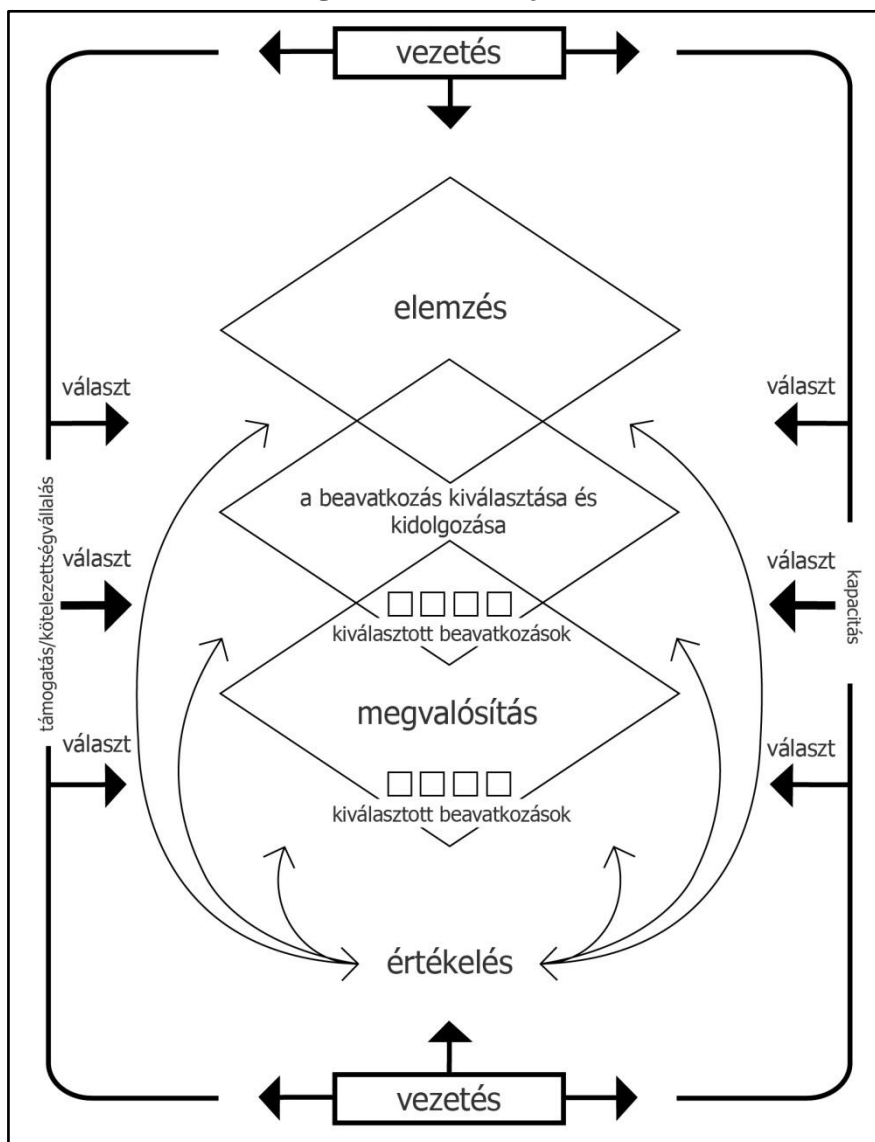 vezetés
elemzés
választ
választ
a beavatkozás kiválasztása és
kidolgozása
választ
választ
támogatás/kötelezettségvállalás
kapacitás
kiválasztott beavatkozások
megvalósítás
választ
választ
kiválasztott beavatkozások
értékelés
vezetés